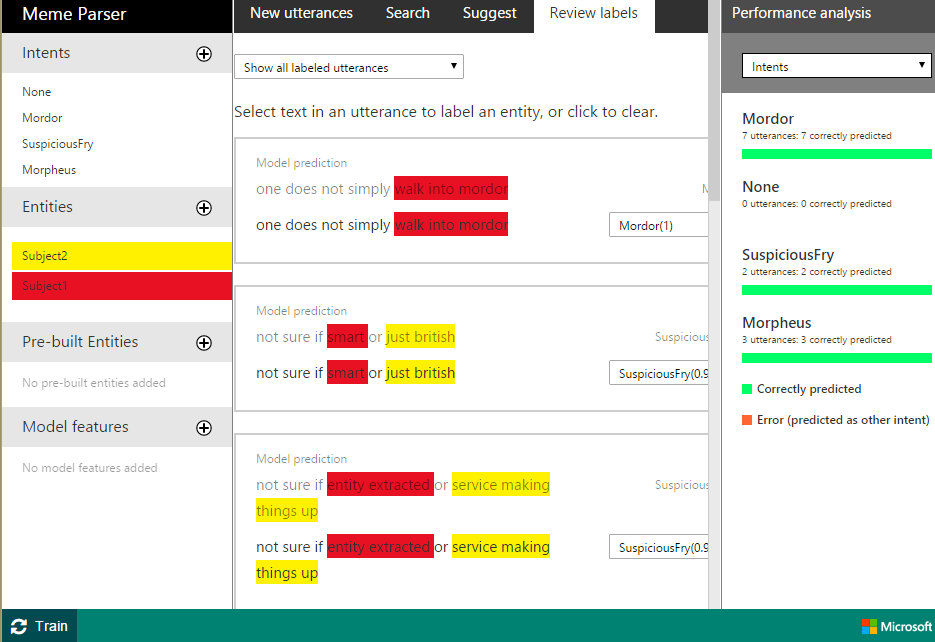 Meme Parser
Intents
None
Mordor
SuspiciousFry
Morpheus
Entities
Subject2
Subject1
Pre-built Entities
No pre-built entities added
Model features
No model features added
Train
New utterances
Search
Suggest
Review labels
Show all labeled utterances
Select text in an utterance to label an entity, or click to clear.
Model prediction
one does not simply walk into mordor
M
one does not simply walk into mordor
Mordor(1)
Model prediction
not sure if smart or just british
Suspicious
not sure if smart or just british
SuspiciousFry(0.9
Model prediction
not sure if entity extracted or service making
Suspicious
things up
not sure if entity extracted or service making
SuspiciousFry(0.9
things up
Performance analysis
Intents
Mordor
7 utterances: 7 correctly predicted
None
0 utterances: 0 correctly predicted
SuspiciousFry
2 utterances: 2 correctly predicted
Morpheus
3 utterances: 3 correctly predicted
Correctly predicted
Error (predicted as other intent)
Microsoft